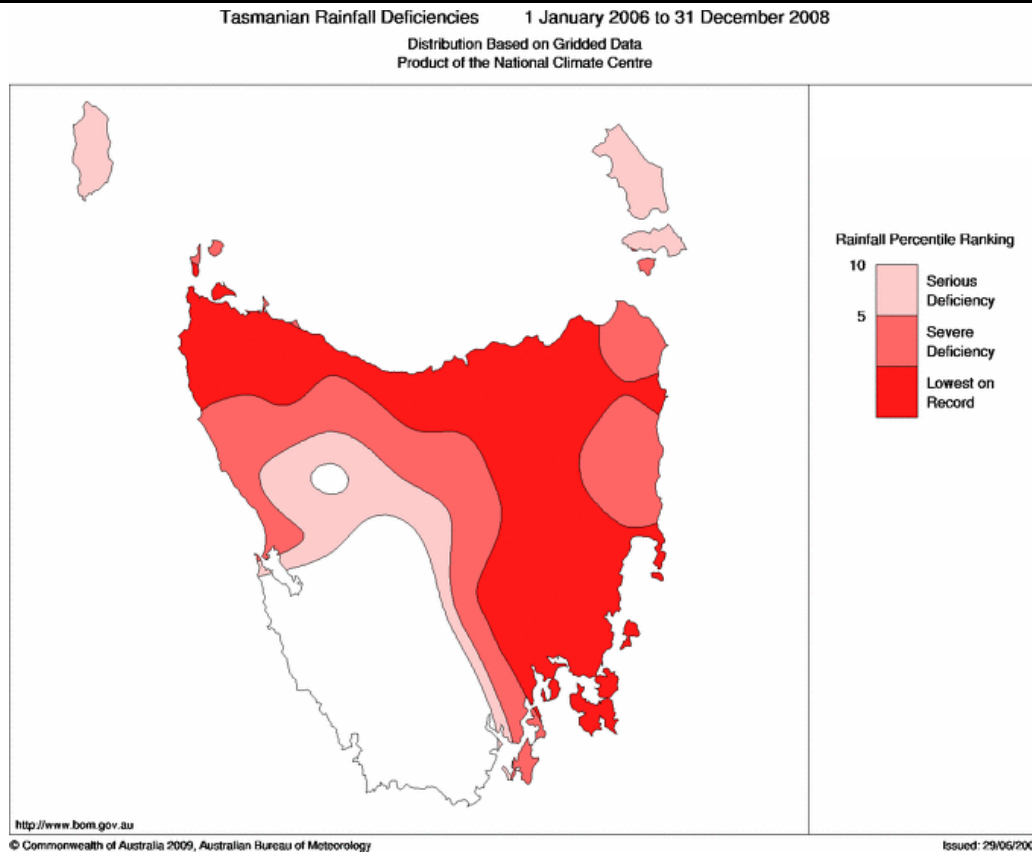 Tasmanian Rainfall Deficiencies 1 January 2006 to 31 December 2008
Distribution Based on Gridded Data
Product of the National Climate Centre
Rainfall Percentile Ranking
10
Serious
Deficiency
5
Severe
Deficiency
Lowest on
Record
http://www.bom.gov.au
© Commonwealth of Australia 2009, Australian Bureau of Meteorology
Issued: